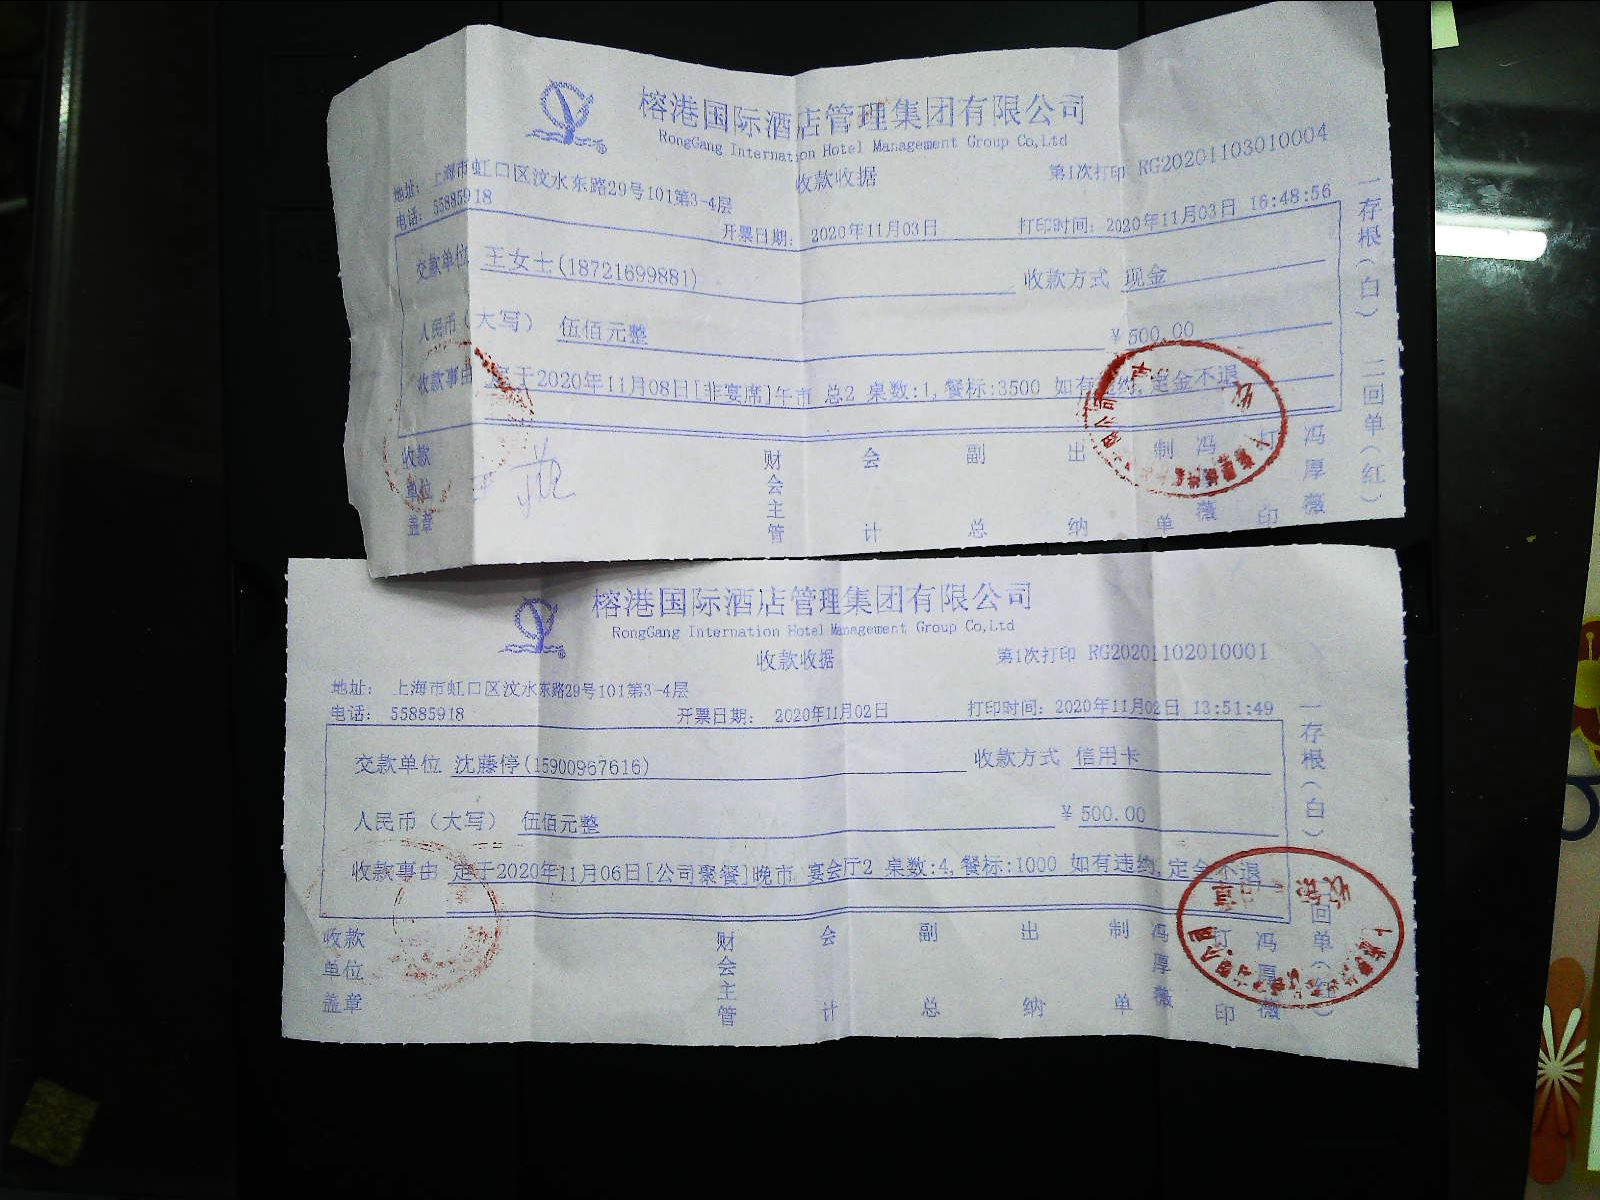 榕港国际酒店管理集团有限公司
RongGang Internation Hotel Management Group Co,Ltd
收款收据
第1次打印 RG20201103010004
地址： 上海市虹口区汶水东路29号101第3-4层
电话： 55885918
开票日期： 2020年11月03日
打印时间： 2020年11月03日 16:48:56
交款单位 王女士(18721699881)
收款方式 现金
人民币（大写） 伍佰元整
￥500.00
收款事由 定于2020年11月08日[非宴席]午市 总2 桌数:1,餐标:3500 如有违约,定金不退
收款单位盖章
财会主管
会计
副总
出纳
制单
冯薇
打印
冯厚薇
一存根（白） 二回单（红）
榕港国际酒店管理集团有限公司
RongGang Internation Hotel Management Group Co,Ltd
收款收据
第1次打印 RG20201102010001
地址： 上海市虹口区汶水东路29号101第3-4层
电话： 55885918
开票日期： 2020年11月02日
打印时间： 2020年11月02日 13:51:49
交款单位 沈藤停(15900967616)
收款方式 信用卡
人民币（大写） 伍佰元整
￥500.00
收款事由 定于2020年11月06日[公司聚餐]晚市 宴会厅2 桌数:4,餐标:1000 如有违约,定金不退
收款单位盖章
财会主管
会计
副总
出纳
制单
冯厚薇
打印
冯厚薇
一存根（白） 回单（红）